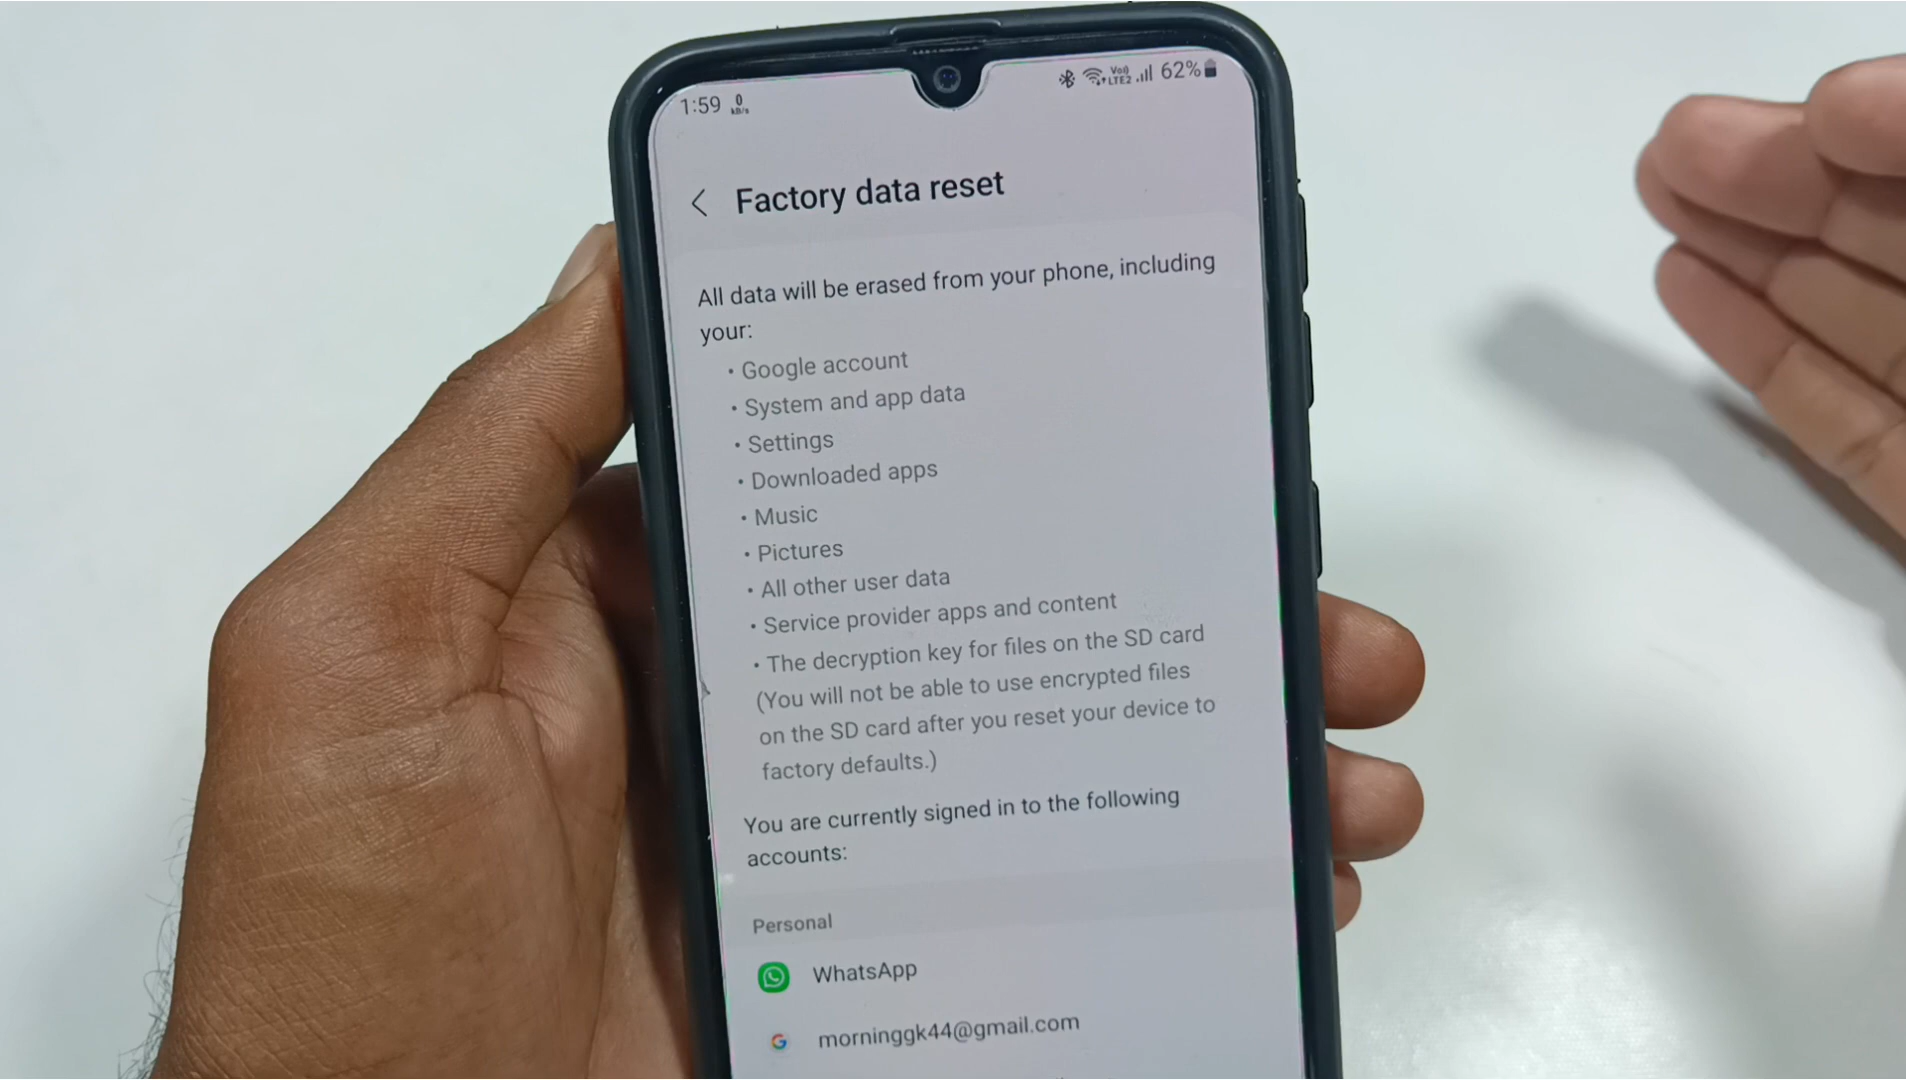 1:59 0 kB/s Vo)) LTE2 62%
Factory data reset
All data will be erased from your phone, including
your:
• Google account
• System and app data
• Settings
• Downloaded apps
• Music
• Pictures
• All other user data
• Service provider apps and content
• The decryption key for files on the SD card
(You will not be able to use encrypted files
on the SD card after you reset your device to
factory defaults.)
You are currently signed in to the following
accounts:
Personal
WhatsApp
G morninggk44@gmail.com